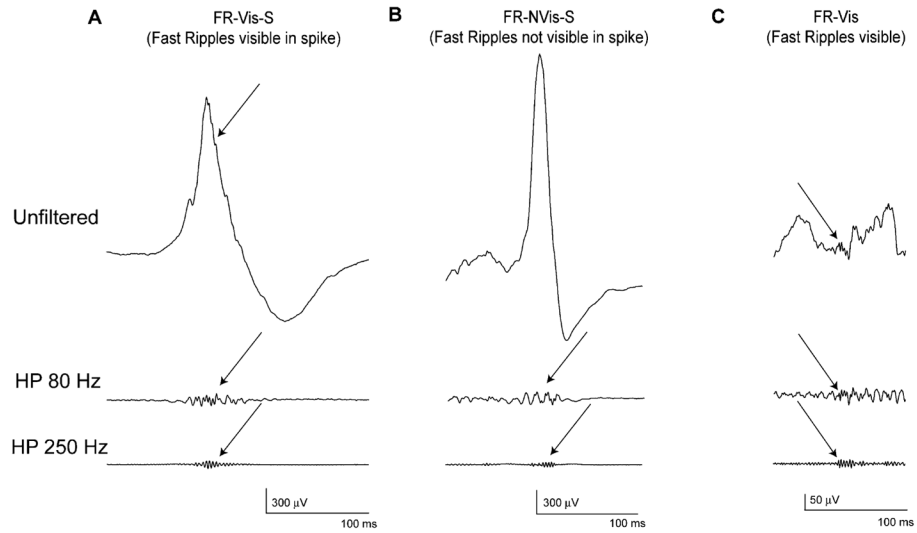 A
FR-Vis-S
(Fast Ripples visible in spike)
B
FR-NVis-S
(Fast Ripples not visible in spike)
C
FR-Vis
(Fast Ripples visible)
Unfiltered
HP 80 Hz
HP 250 Hz
300 μV
100 ms
300 μV
100 ms
50 μV
100 ms